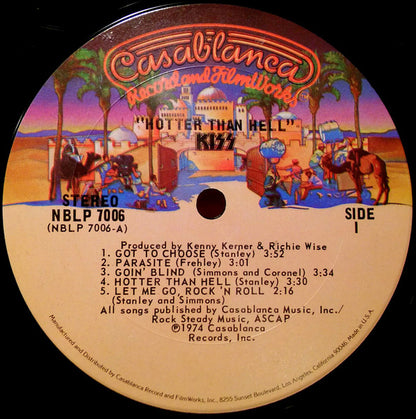 Casablanca
Record and FilmWorks
"HOTTER THAN HELL"
KISS
STEREO
NBLP 7006
(NBLP 7006-A)
SIDE
1
Produced by Kenny Kerner & Richie Wise
1. GOT TO CHOOSE (Stanley) 3:52
2. PARASITE (Frehley) 3:01
3. GOIN' BLIND (Simmons and Coronel) 3:34
4. HOTTER THAN HELL (Stanley) 3:30
5. LET ME GO, ROCK 'N ROLL 2:16
(Stanley and Simmons)
All songs published by Casablanca Music, Inc./
Rock Steady Music, ASCAP
Ⓟ1974 Casablanca
Records, Inc.
Manufactured and Distributed by Casablanca Record and FilmWorks, Inc., 8255 Sunset Boulevard, Los Angeles, California 90046 Made in U.S.A.